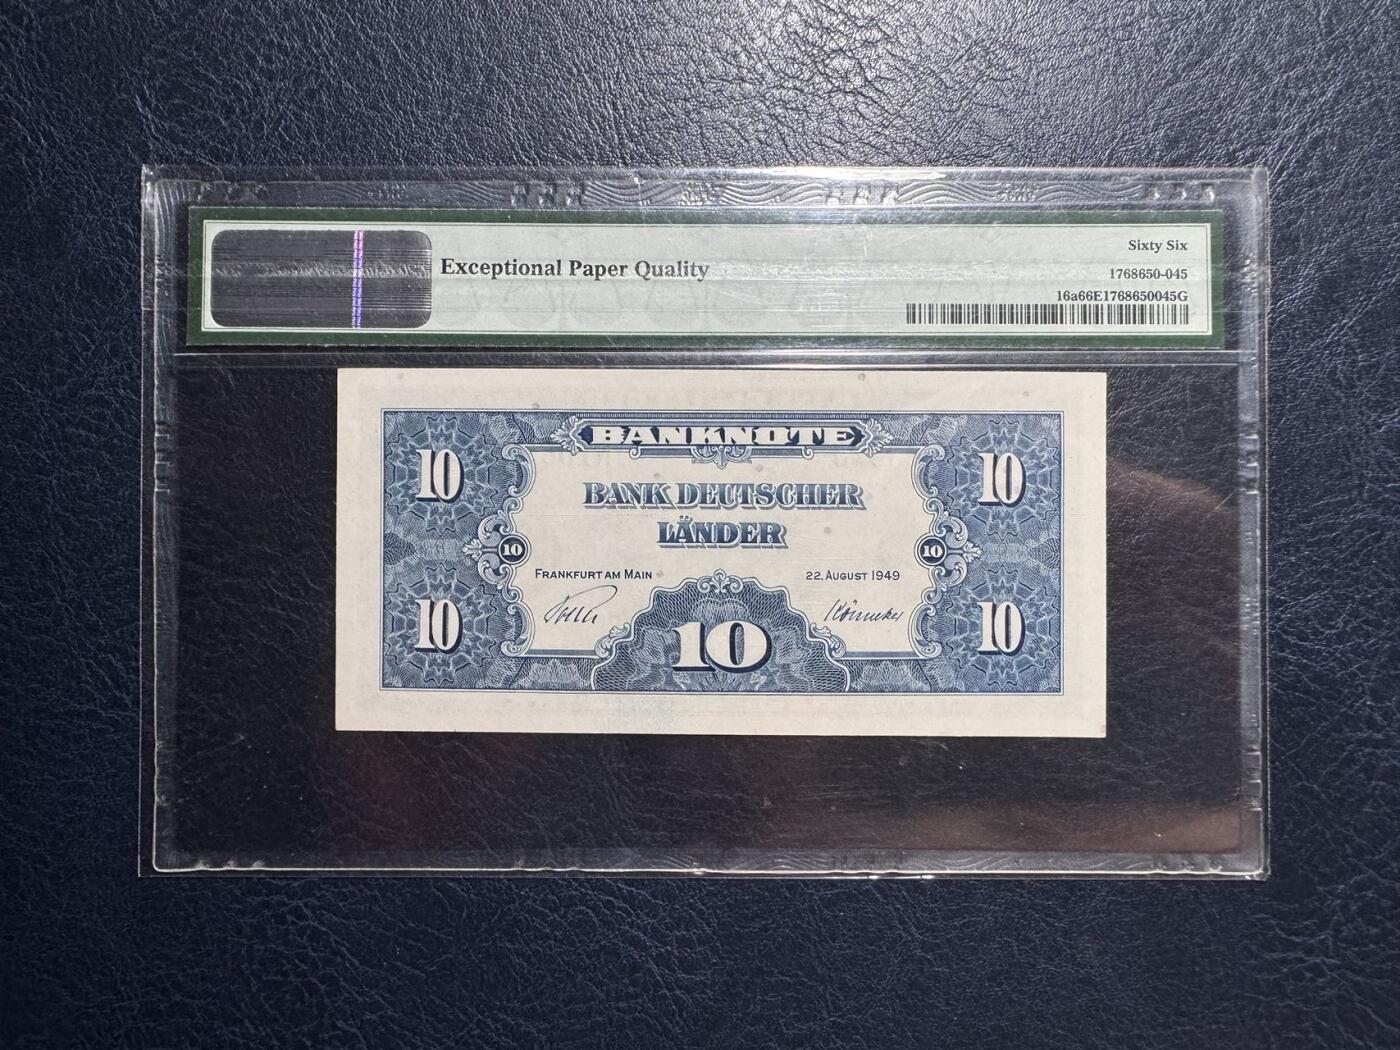 Exceptional Paper Quality
Sixty Six
1768650-045
16a66E1768650045G
BANKNOTE
10
10
BANK DEUTSCHER
LÄNDER
10
10
FRANKFURT AM MAIN
22. AUGUST 1949
10
10
10